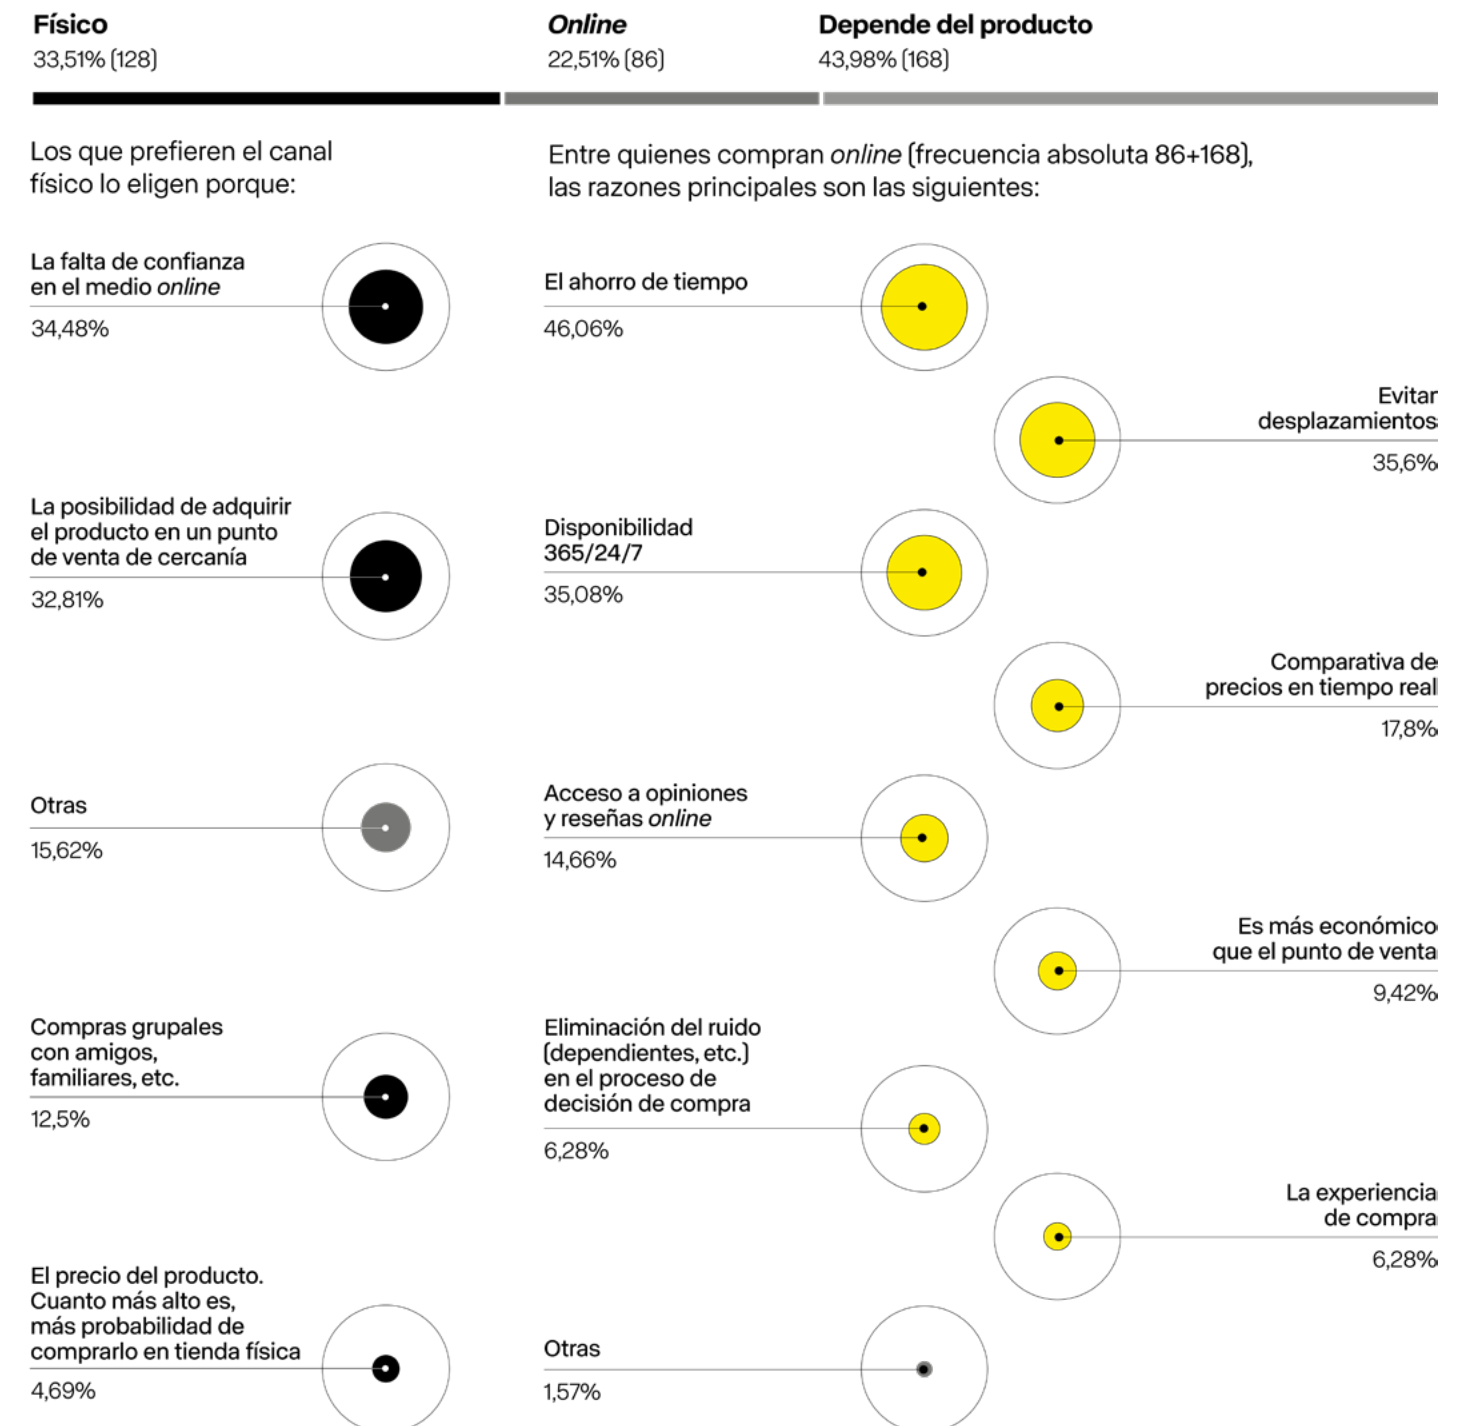 Físico
33,51% (128)
Online
22,51% (86)
Depende del producto
43,98% (168)
Los que prefieren el canal
físico lo eligen porque:
La falta de confianza
en el medio online
34,48%
La posibilidad de adquirir
el producto en un punto
de venta de cercanía
32,81%
Otras
15,62%
Compras grupales
con amigos,
familiares, etc.
12,5%
El precio del producto.
Cuanto más alto es,
más probabilidad de
comprarlo en tienda física
4,69%
Entre quienes compran online (frecuencia absoluta 86+168),
las razones principales son las siguientes:
El ahorro de tiempo
46,06%
Evitar
desplazamientos
35,6%
Disponibilidad
365/24/7
35,08%
Comparativa de
precios en tiempo real
17,8%
Acceso a opiniones
y reseñas online
14,66%
Es más económico
que el punto de venta
9,42%
Eliminación del ruido
(dependientes, etc.)
en el proceso de
decisión de compra
6,28%
La experiencia
de compra
6,28%
Otras
1,57%